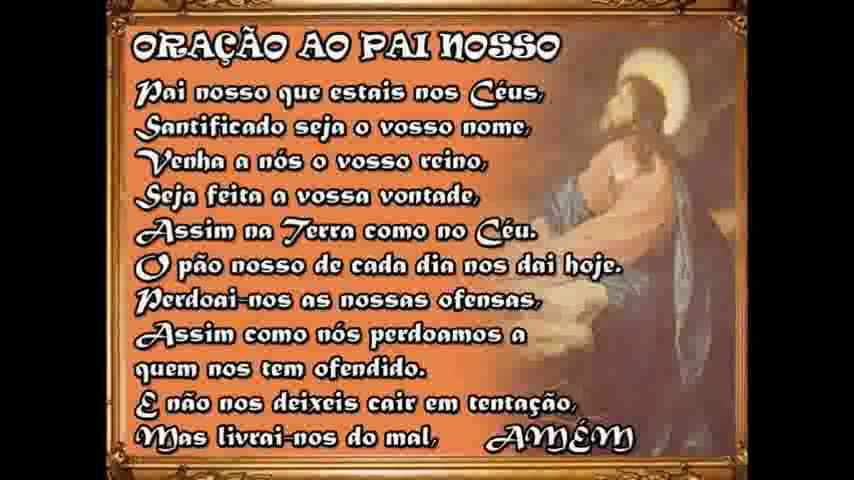 ORAÇÃO AO PAI NOSSO
Pai nosso que estais nos Céus,
Santificado seja o vosso nome,
Venha a nós o vosso reino,
Seja feita a vossa vontade,
Assim na Terra como no Céu.
O pão nosso de cada dia nos dai hoje.
Perdoai-nos as nossas ofensas,
Assim como nós perdoamos a
quem nos tem ofendido.
E não nos deixeis cair em tentação,
Mas livrai-nos do mal, AMÉM